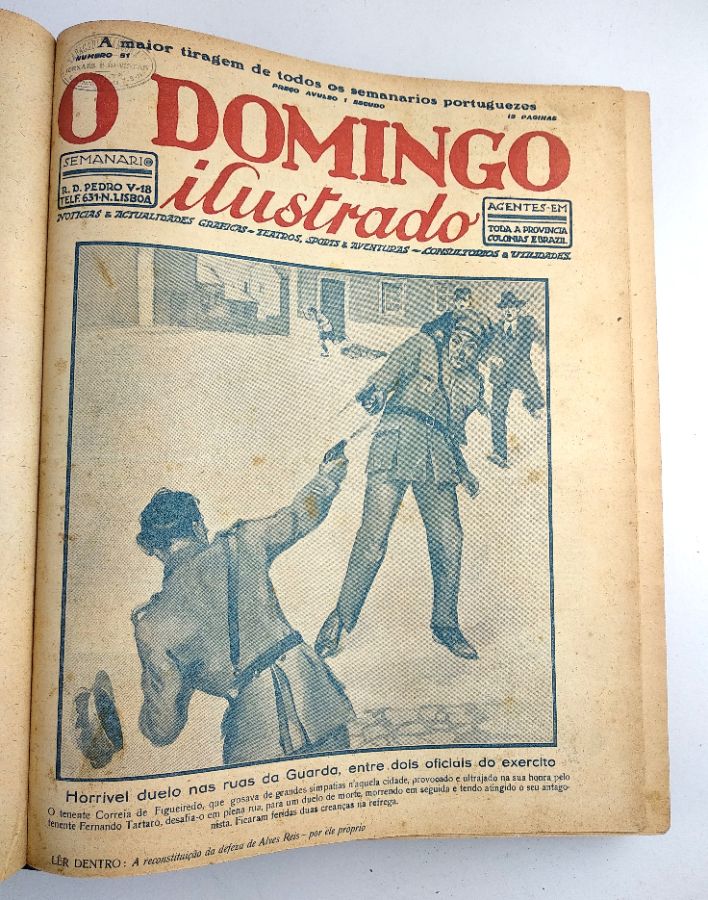 A maior tiragem de todos os semanarios portuguezes
NUMERO 51
PREÇO AVULSO 1 ESCUDO
12 PAGINAS
O DOMINGO
ilustrado
SEMANARIO
R. D. PEDRO V-18
TELF. 631-N. LISBOA
AGENTES-EM
TODA A PROVINCIA
COLONIAS E BRAZIL
NOTICIAS & ACTUALIDADES GRAFICAS - TEATROS, SPORTS & AVENTURAS - CONSULTORIOS & UTILIDADES.
Horrivel duelo nas ruas da Guarda, entre dois oficiais do exercito
O tenente Correia de Figueiredo, que gosava de grandes simpatias n'aquela cidade, provocado e ultrajado na sua honra pelo
tenente Fernando Tartaro, desafia-o em plena rua, para um duelo de morte, morrendo em seguida e tendo atingido o seu antago-
nista. Ficaram feridas duas creanças na refrega.
LÊR DENTRO: A reconstituição da defeza de Alves Reis - por ele proprio